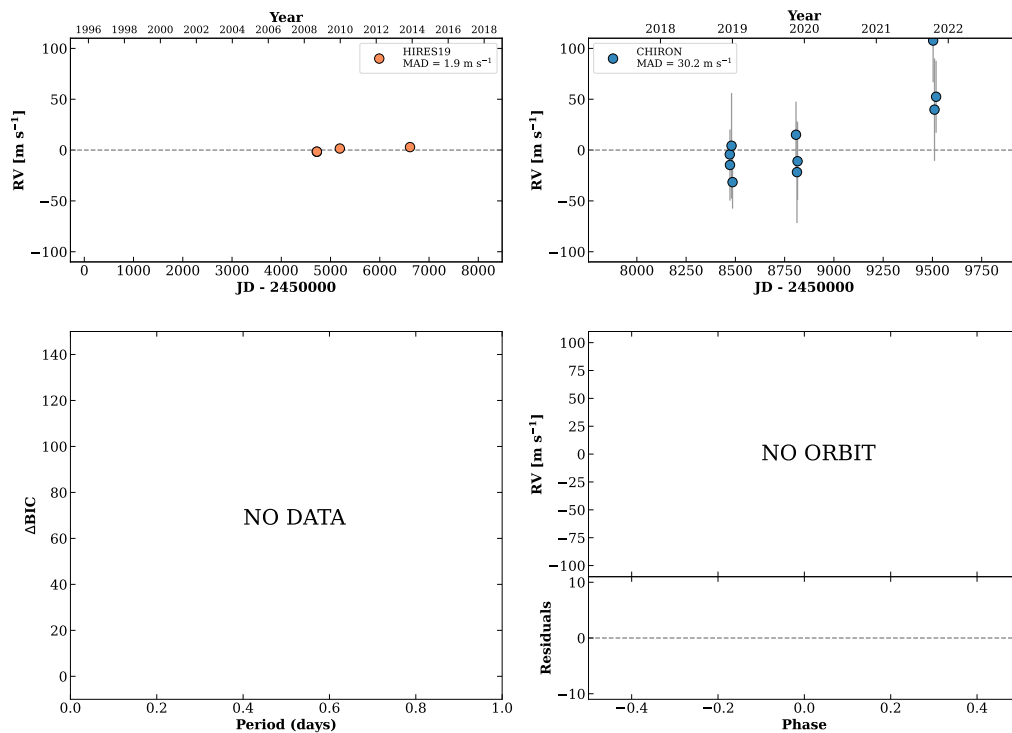 Year
1996 1998 2000 2002 2004 2006 2008 2010 2012 2014 2016 2018
HIRES19
MAD = 1.9 m s⁻¹
RV [m s⁻¹]
100
50
0
−50
−100
0 1000 2000 3000 4000 5000 6000 7000 8000
JD - 2450000
Year
2018 2019 2020 2021 2022
CHIRON
MAD = 30.2 m s⁻¹
RV [m s⁻¹]
100
50
0
−50
−100
8000 8250 8500 8750 9000 9250 9500 9750
JD - 2450000
ΔBIC
140
120
100
80
60
40
20
0
NO DATA
0.0 0.2 0.4 0.6 0.8 1.0
Period (days)
RV [m s⁻¹]
100
75
50
25
0
−25
−50
−75
−100
NO ORBIT
Residuals
10
0
−10
−0.4 −0.2 0.0 0.2 0.4
Phase